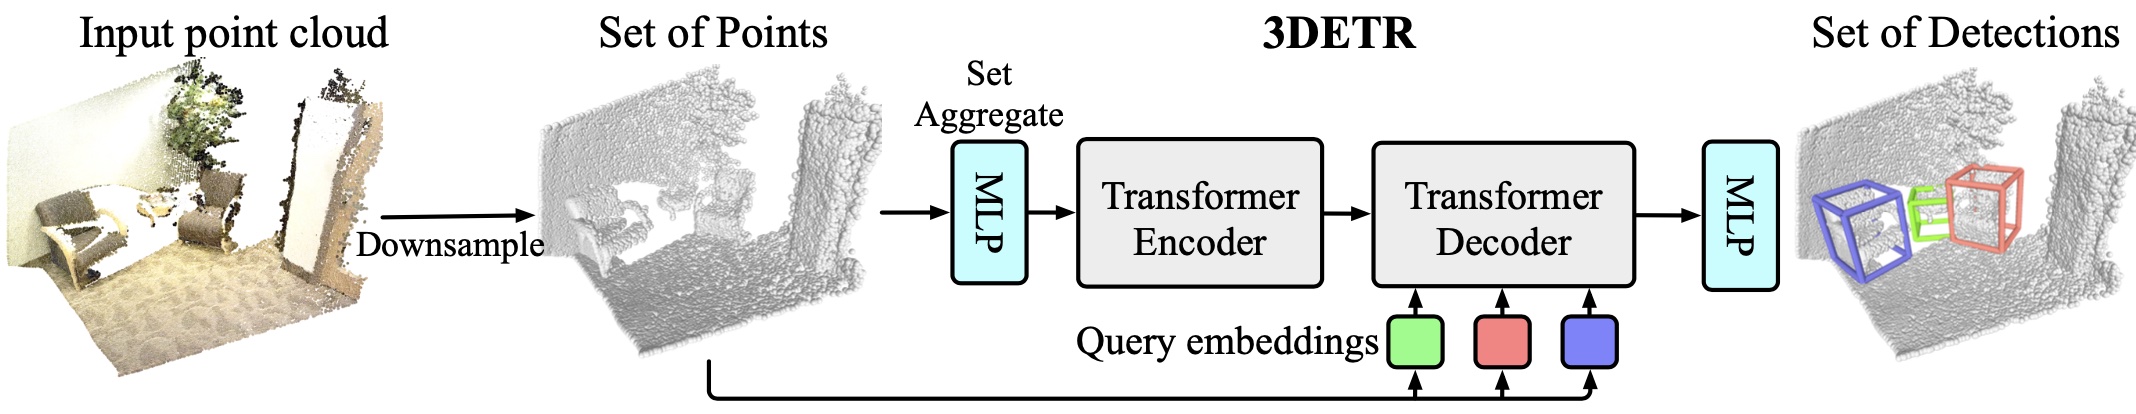 Input point cloud
Set of Points
3DETR
Set of Detections
Set
Aggregate
Downsample
MLP
Transformer
Encoder
Transformer
Decoder
MLP
Query embeddings